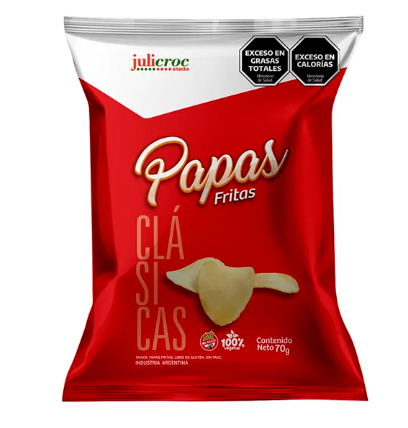 julicroc
snacks
EXCESO EN
GRASAS
TOTALES
Ministerio
de Salud
EXCESO EN
CALORÍAS
Ministerio
de Salud
Papas
Fritas
CLÁ
SI
CAS
100%
vegetal
Contenido
Neto 70g
INDUSTRIA ARGENTINA